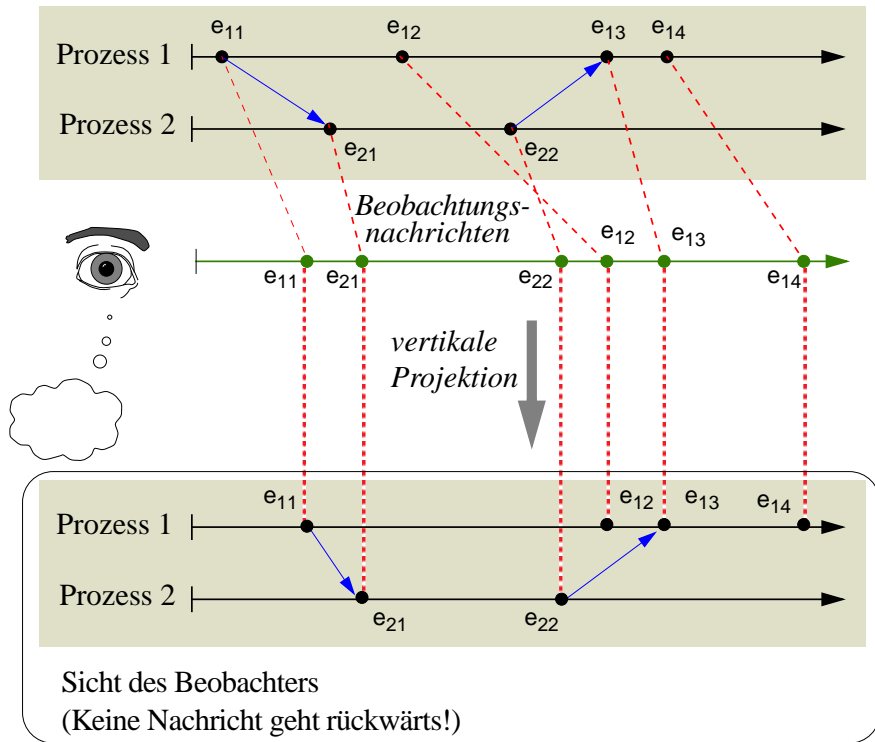 e11 e12 e13 e14
Prozess 1
Prozess 2
e21 e22
Beobachtungs-
nachrichten
e12 e13
e11 e21 e22 e14
vertikale
Projektion
e11 e12 e13 e14
Prozess 1
Prozess 2
e21 e22
Sicht des Beobachters
(Keine Nachricht geht rückwärts!)